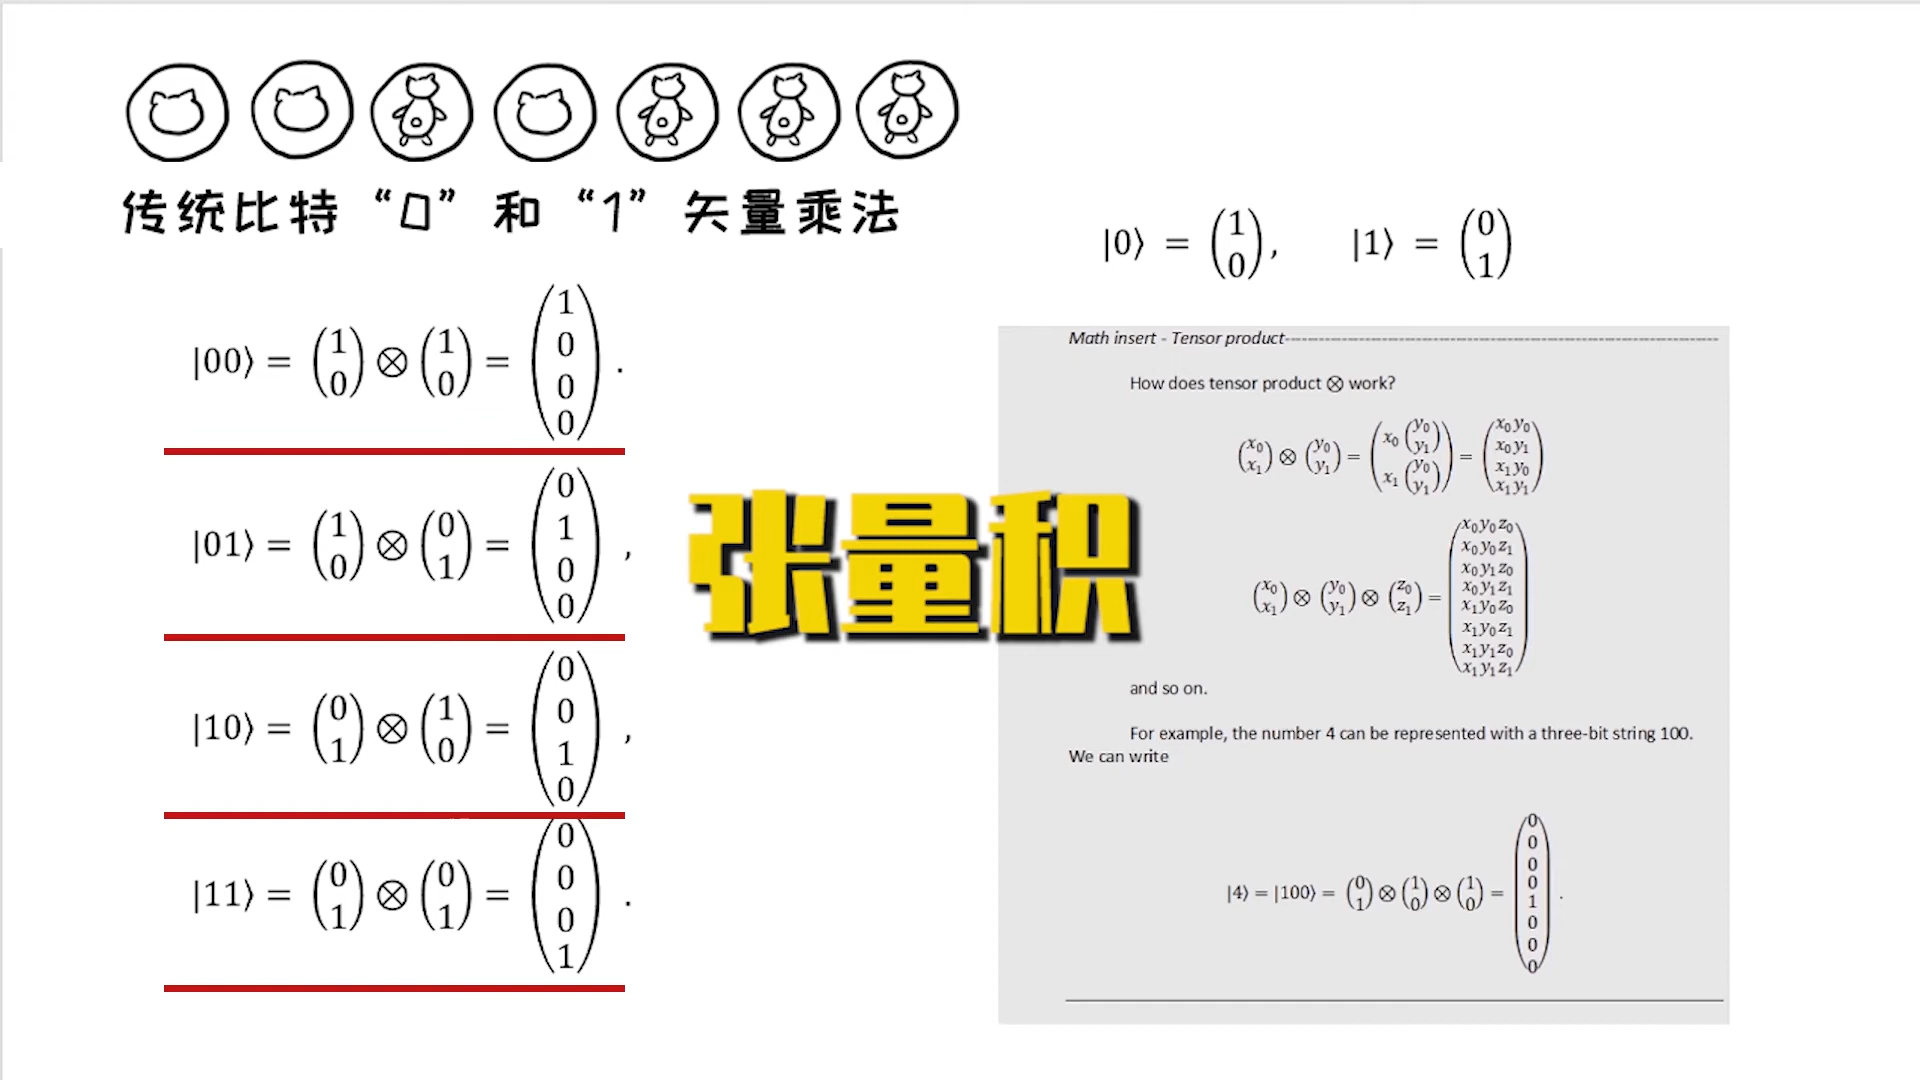 传统比特“0”和“1”矢量乘法
|0⟩ = (1 0), |1⟩ = (0 1)
|00⟩ = (1 0) ⊗ (1 0) = (1 0 0 0) .
|01⟩ = (1 0) ⊗ (0 1) = (0 1 0 0) ,
|10⟩ = (0 1) ⊗ (1 0) = (0 0 1 0) ,
|11⟩ = (0 1) ⊗ (0 1) = (0 0 0 1) .
张量积
Math insert - Tensor product--------------------
How does tensor product ⊗ work?
(x₀ x₁) ⊗ (y₀ y₁) = (x₀ (y₀ y₁) x₁ (y₀ y₁)) = (x₀y₀ x₀y₁ x₁y₀ x₁y₁)
(x₀ x₁) ⊗ (y₀ y₁) ⊗ (z₀ z₁) = (x₀y₀z₀ x₀y₀z₁ x₀y₁z₀ x₀y₁z₁ x₁y₀z₀ x₁y₀z₁ x₁y₁z₀ x₁y₁z₁)
and so on.
For example, the number 4 can be represented with a three-bit string 100.
We can write
|4⟩ = |100⟩ = (0 1) ⊗ (1 0) ⊗ (1 0) = (0 0 0 0 1 0 0 0) .